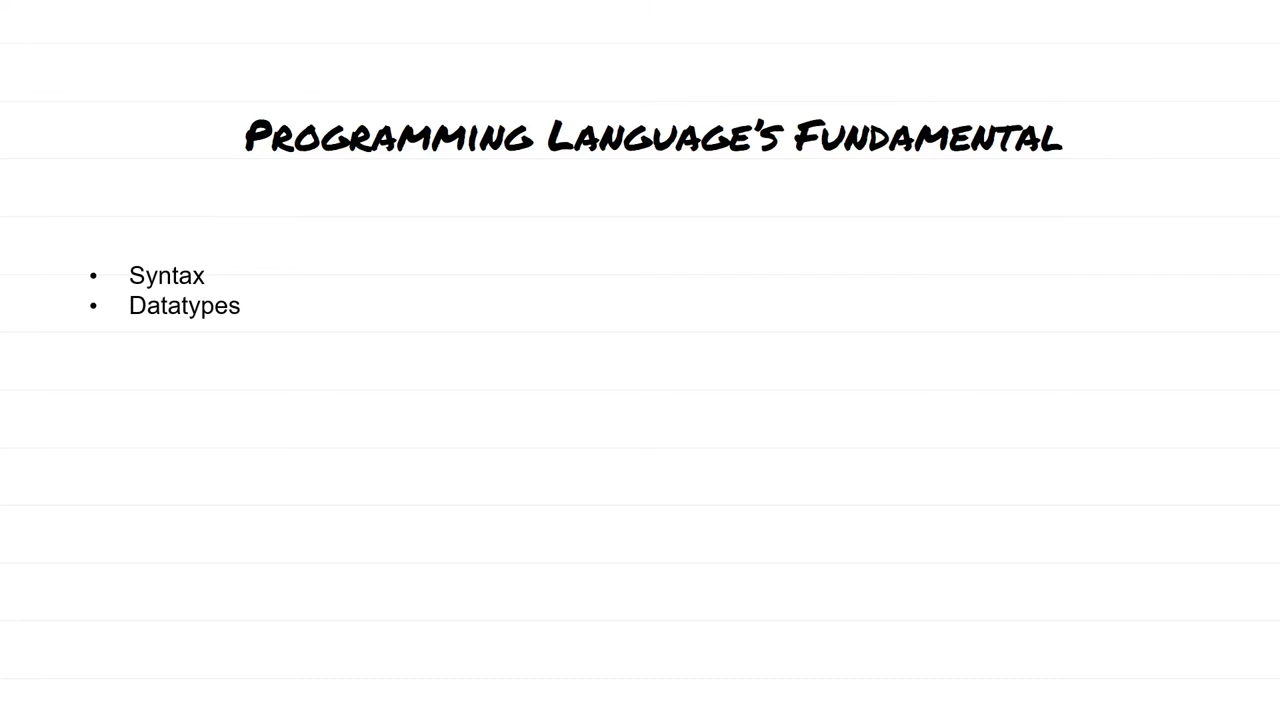 Programming Language's Fundamental
• Syntax
• Datatypes